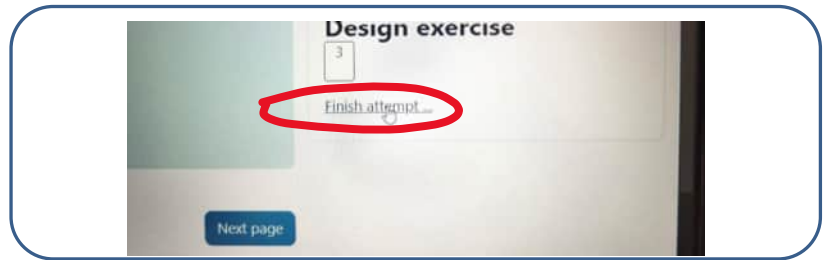 Design exercise
3
Finish attempt ...
Next page